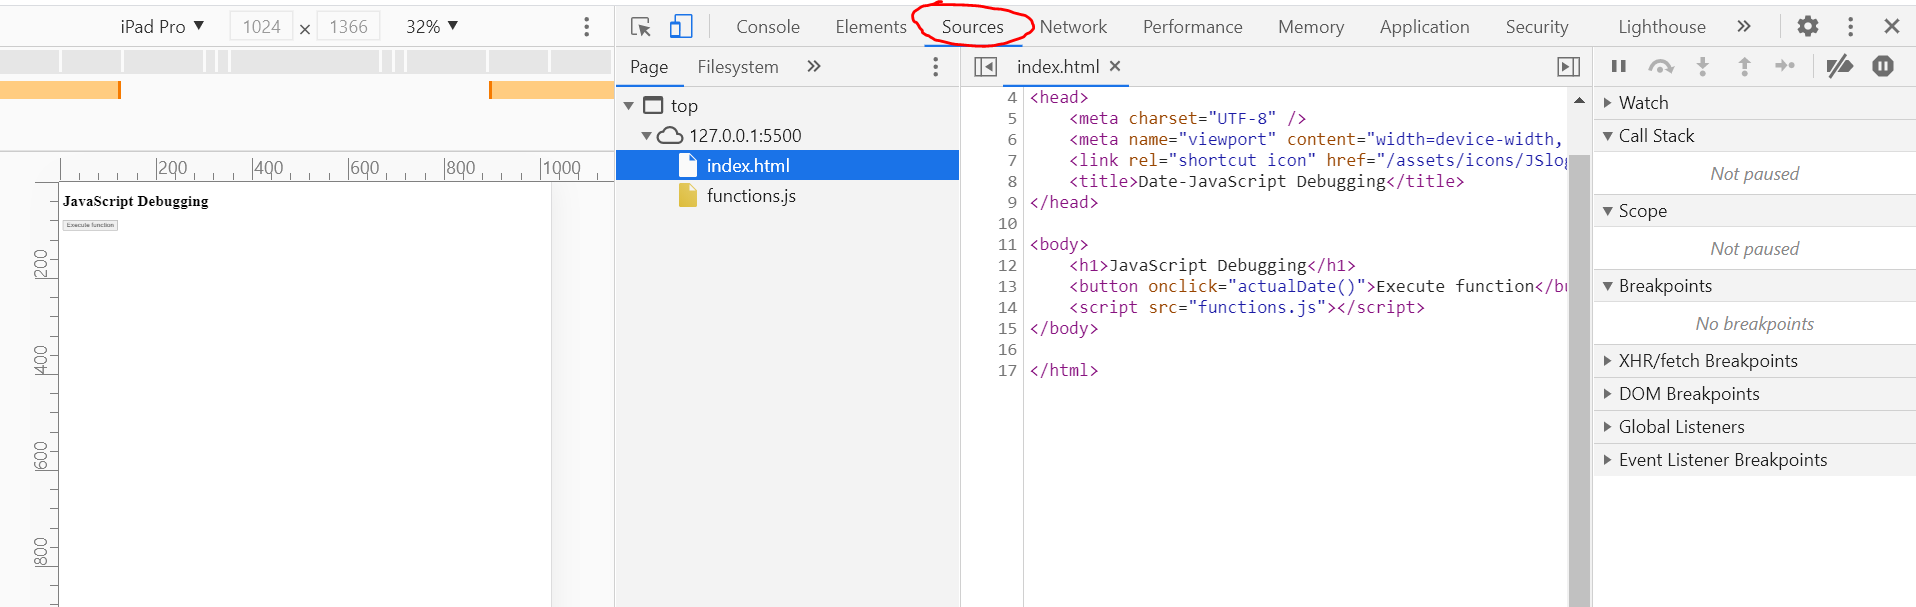 iPad Pro ▼ 1024 × 1366 32% ▼
Console Elements Sources Network Performance Memory Application Security Lighthouse »
Page Filesystem »
index.html ×
top
127.0.0.1:5500
index.html
functions.js
200 400 600 800 1000
200
400
600
800
JavaScript Debugging
Execute function
4 <head>
5 <meta charset="UTF-8" />
6 <meta name="viewport" content="width=device-width,
7 <link rel="shortcut icon" href="/assets/icons/JSlog
8 <title>Date-JavaScript Debugging</title>
9 </head>
10
11 <body>
12 <h1>JavaScript Debugging</h1>
13 <button onclick="actualDate()">Execute function</bu
14 <script src="functions.js"></script>
15 </body>
16
17 </html>
Watch
Call Stack
Not paused
Scope
Not paused
Breakpoints
No breakpoints
XHR/fetch Breakpoints
DOM Breakpoints
Global Listeners
Event Listener Breakpoints